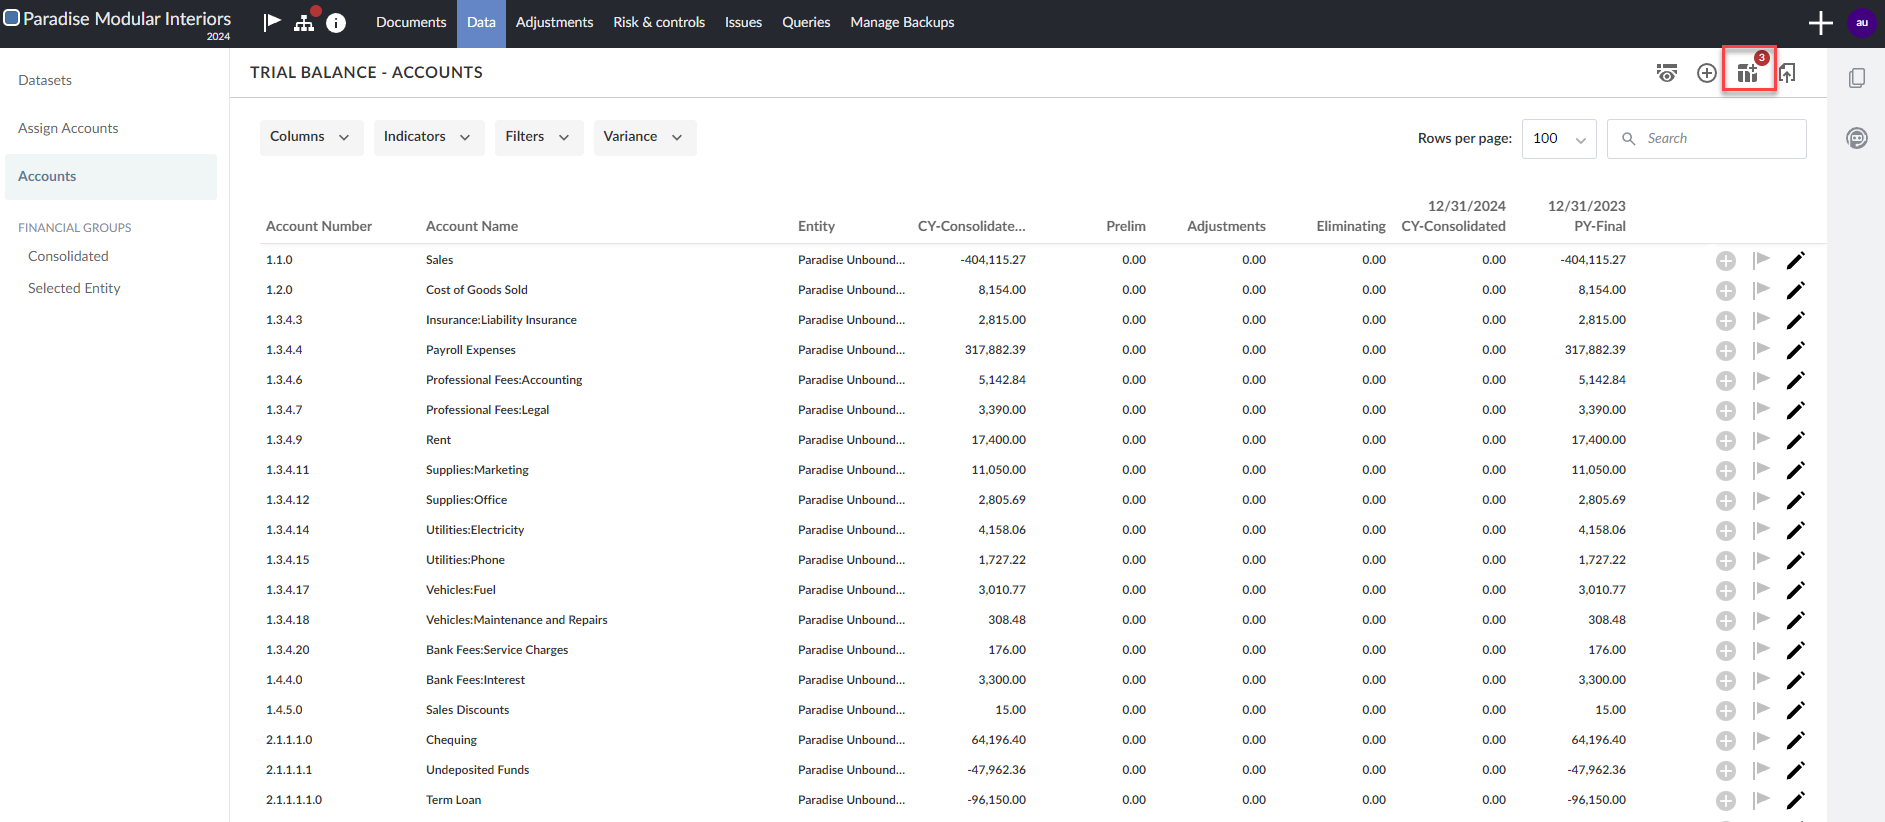 Paradise Modular Interiors
2024
Documents Data Adjustments Risk & controls Issues Queries Manage Backups
au
Datasets
Assign Accounts
Accounts
FINANCIAL GROUPS
Consolidated
Selected Entity
TRIAL BALANCE - ACCOUNTS
3
Columns Indicators Filters Variance
Rows per page: 100 Search
12/31/2024 12/31/2023
Account Number Account Name Entity CY-Consolidate... Prelim Adjustments Eliminating CY-Consolidated PY-Final
1.1.0 Sales Paradise Unbound... -404,115.27 0.00 0.00 0.00 0.00 -404,115.27
1.2.0 Cost of Goods Sold Paradise Unbound... 8,154.00 0.00 0.00 0.00 0.00 8,154.00
1.3.4.3 Insurance:Liability Insurance Paradise Unbound... 2,815.00 0.00 0.00 0.00 0.00 2,815.00
1.3.4.4 Payroll Expenses Paradise Unbound... 317,882.39 0.00 0.00 0.00 0.00 317,882.39
1.3.4.6 Professional Fees:Accounting Paradise Unbound... 5,142.84 0.00 0.00 0.00 0.00 5,142.84
1.3.4.7 Professional Fees:Legal Paradise Unbound... 3,390.00 0.00 0.00 0.00 0.00 3,390.00
1.3.4.9 Rent Paradise Unbound... 17,400.00 0.00 0.00 0.00 0.00 17,400.00
1.3.4.11 Supplies:Marketing Paradise Unbound... 11,050.00 0.00 0.00 0.00 0.00 11,050.00
1.3.4.12 Supplies:Office Paradise Unbound... 2,805.69 0.00 0.00 0.00 0.00 2,805.69
1.3.4.14 Utilities:Electricity Paradise Unbound... 4,158.06 0.00 0.00 0.00 0.00 4,158.06
1.3.4.15 Utilities:Phone Paradise Unbound... 1,727.22 0.00 0.00 0.00 0.00 1,727.22
1.3.4.17 Vehicles:Fuel Paradise Unbound... 3,010.77 0.00 0.00 0.00 0.00 3,010.77
1.3.4.18 Vehicles:Maintenance and Repairs Paradise Unbound... 308.48 0.00 0.00 0.00 0.00 308.48
1.3.4.20 Bank Fees:Service Charges Paradise Unbound... 176.00 0.00 0.00 0.00 0.00 176.00
1.4.4.0 Bank Fees:Interest Paradise Unbound... 3,300.00 0.00 0.00 0.00 0.00 3,300.00
1.4.5.0 Sales Discounts Paradise Unbound... 15.00 0.00 0.00 0.00 0.00 15.00
2.1.1.1.0 Chequing Paradise Unbound... 64,196.40 0.00 0.00 0.00 0.00 64,196.40
2.1.1.1.1 Undeposited Funds Paradise Unbound... -47,962.36 0.00 0.00 0.00 0.00 -47,962.36
2.1.1.1.1.0 Term Loan Paradise Unbound... -96,150.00 0.00 0.00 0.00 0.00 -96,150.00